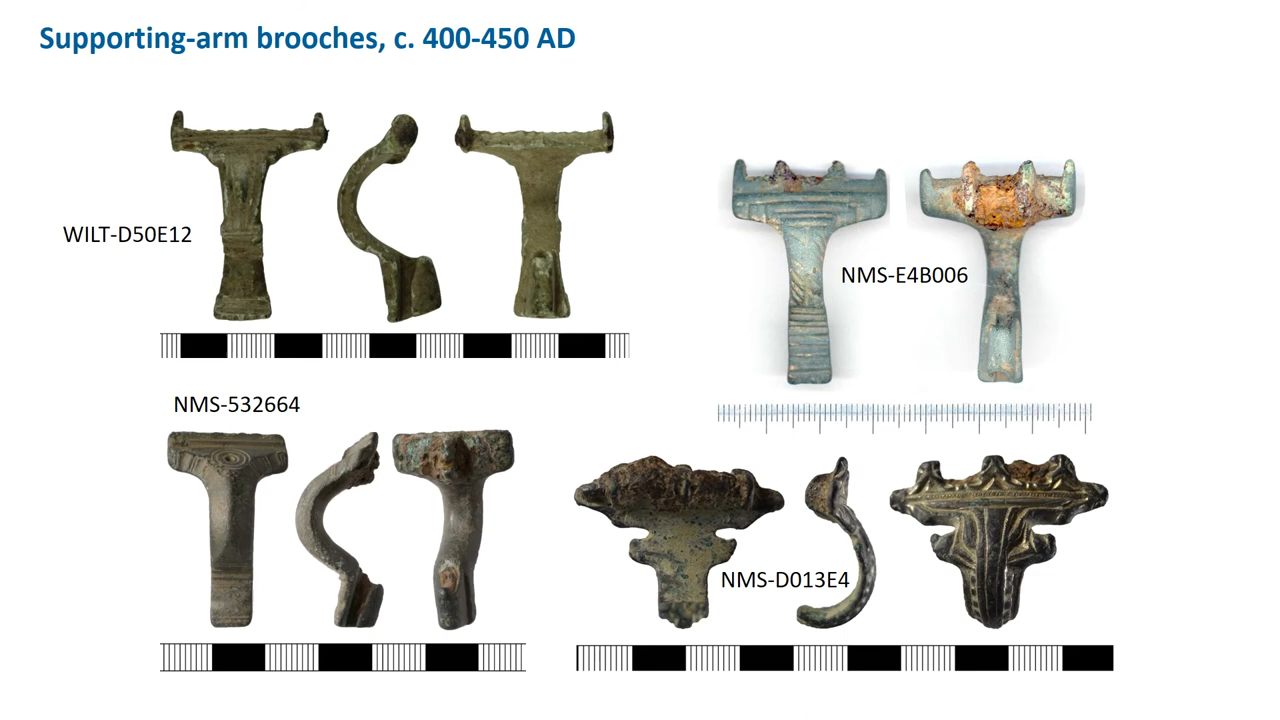 Supporting-arm brooches, c. 400-450 AD
WILT-D50E12
NMS-E4B006
NMS-532664
NMS-D013E4